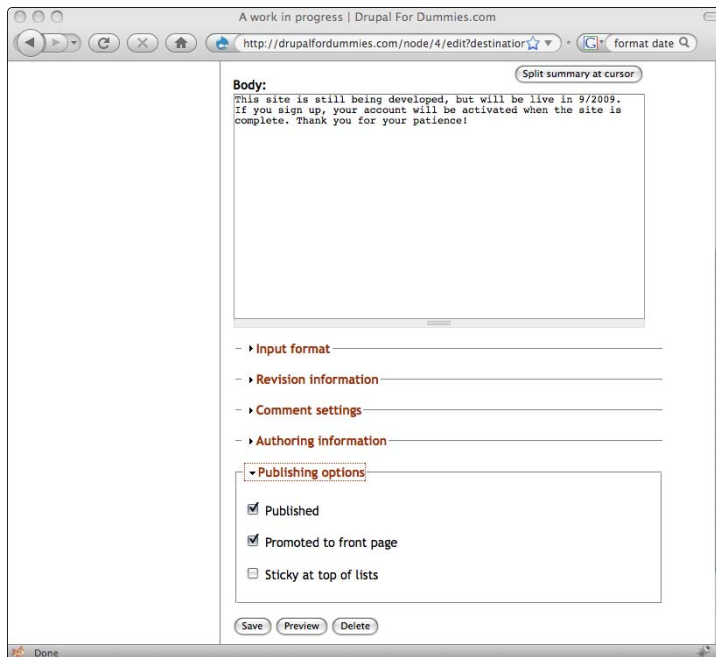 A work in progress | Drupal For Dummies.com
http://drupalfordummies.com/node/4/edit?destination
G
format date
Split summary at cursor
Body:
This site is still being developed, but will be live in 9/2009.
If you sign up, your account will be activated when the site is
complete. Thank you for your patience!
Input format
Revision information
Comment settings
Authoring information
Publishing options
Published
Promoted to front page
Sticky at top of lists
Save Preview Delete
Done